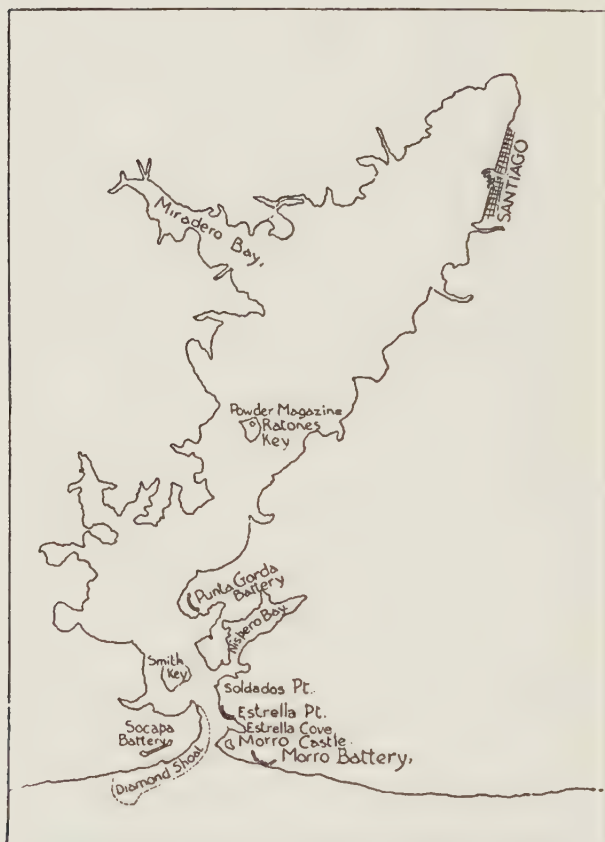 SANTIAGO
Miradero Bay,
Powder Magazine
Ratones
Key
Punta Gorda
Battery
Nispero Bay
Smith
Key
Soldados Pt.
Estrella Pt.
Estrella Cove
Morro Castle.
Morro Battery,
Socapa
Battery
Diamond Shoal